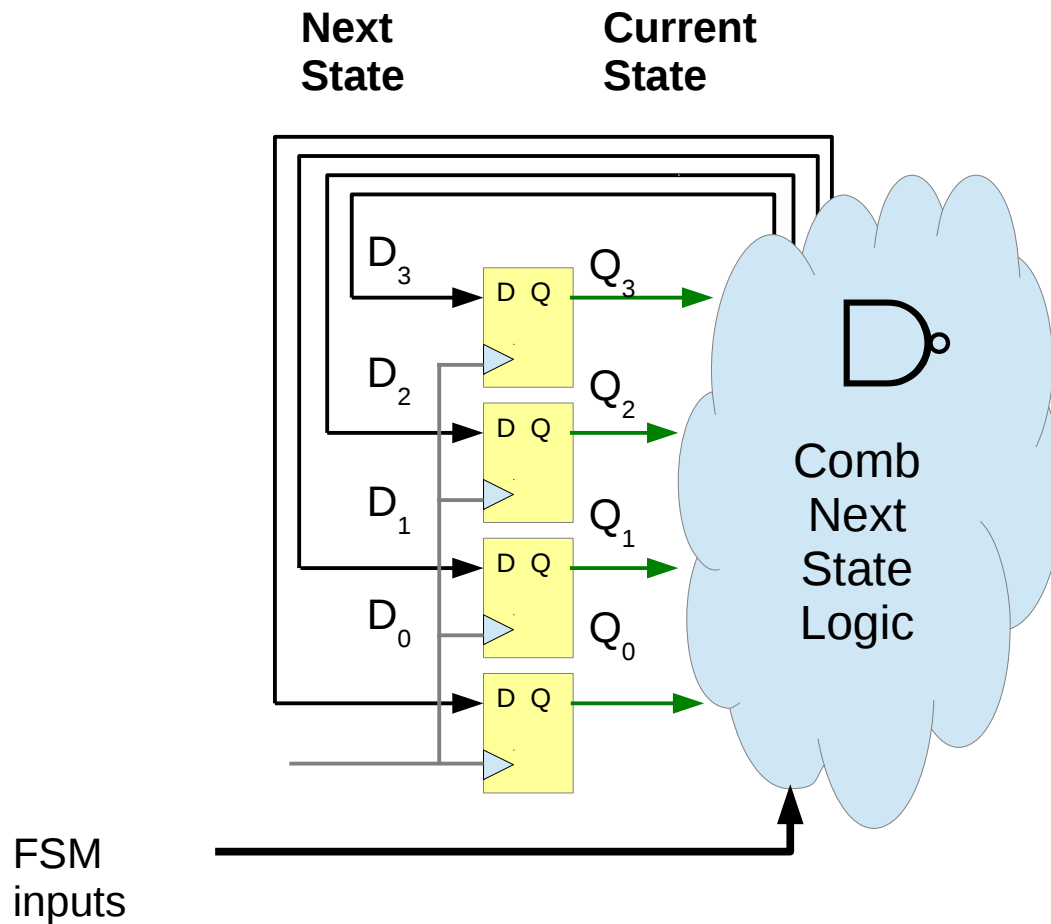 Next
State
Current
State
D3
Q3
D Q
D2
Q2
D Q
D1
Q1
D Q
D0
Q0
D Q
Comb
Next
State
Logic
FSM
inputs